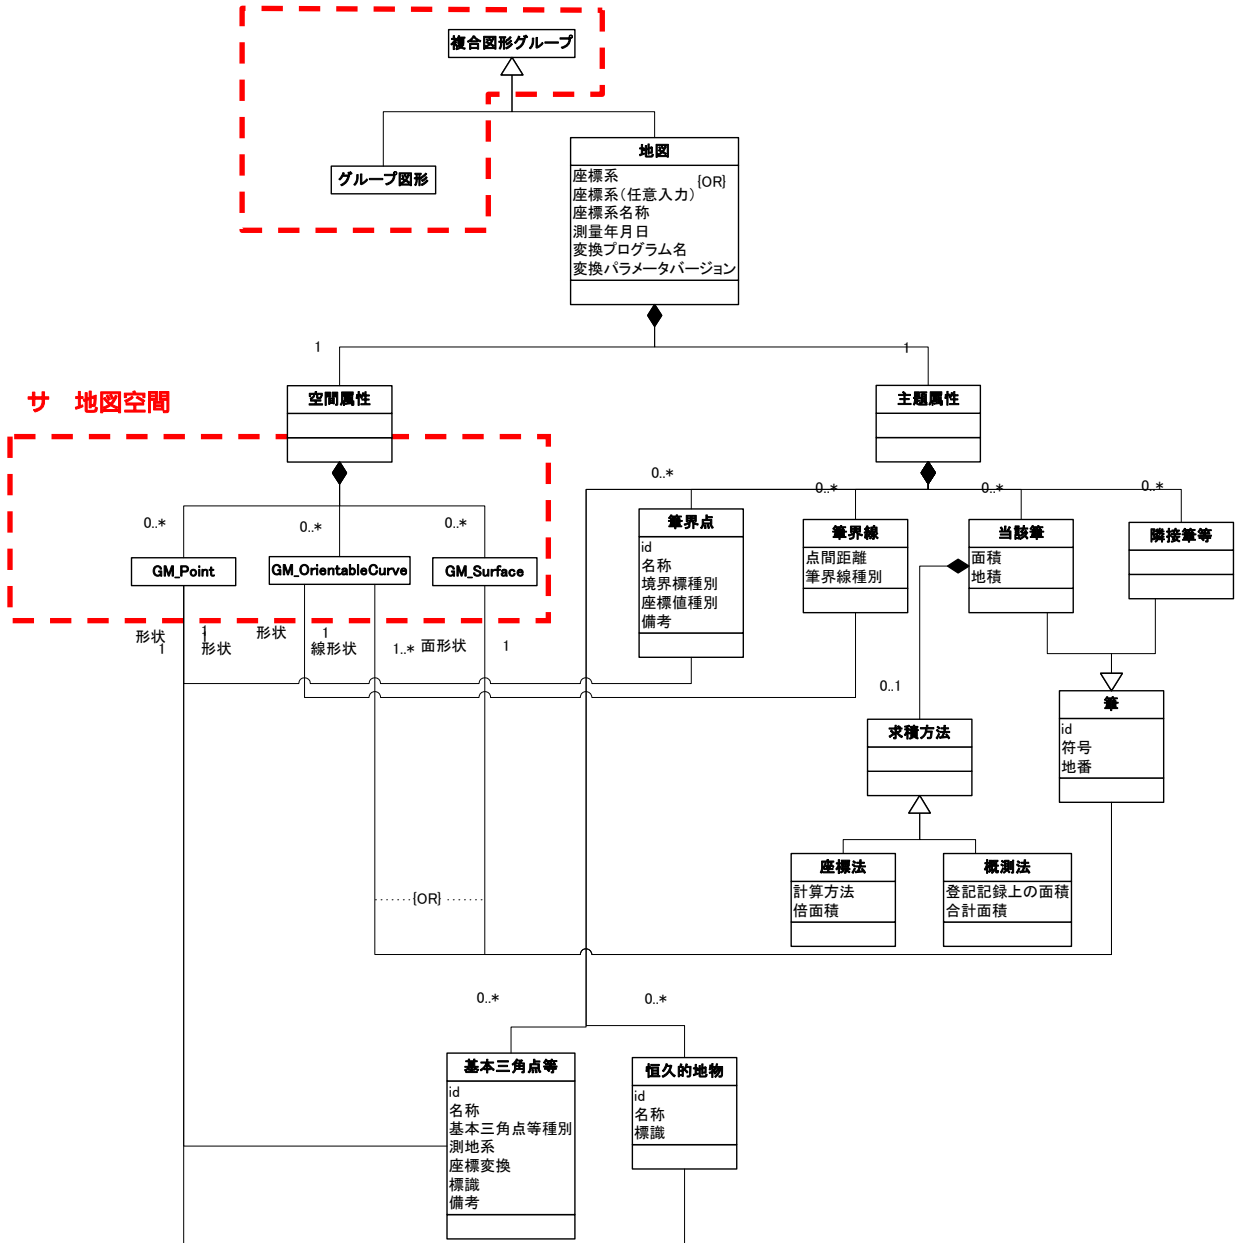 複合図形グループ
グループ図形
地図
座標系
座標系(任意入力)
{OR}
座標系名称
測量年月日
変換プログラム名
変換パラメータバージョン
1
1
サ 地図空間
空間属性
主題属性
0..*
0..*
0..*
0..*
0..*
0..*
0..*
GM_Point
GM_OrientableCurve
GM_Surface
筆界点
id
名称
境界標種別
座標値種別
備考
筆界線
点間距離
筆界線種別
当該筆
面積
地積
隣接筆等
形状
1
1
1
形状
形状
1
線形状
1..*
面形状
1
0..1
求積方法
筆
id
符号
地番
座標法
計算方法
倍面積
概測法
登記記録上の面積
合計面積
{OR}
0..*
0..*
基本三角点等
id
名称
基本三角点等種別
測地系
座標変換
標識
備考
恒久的地物
id
名称
標識